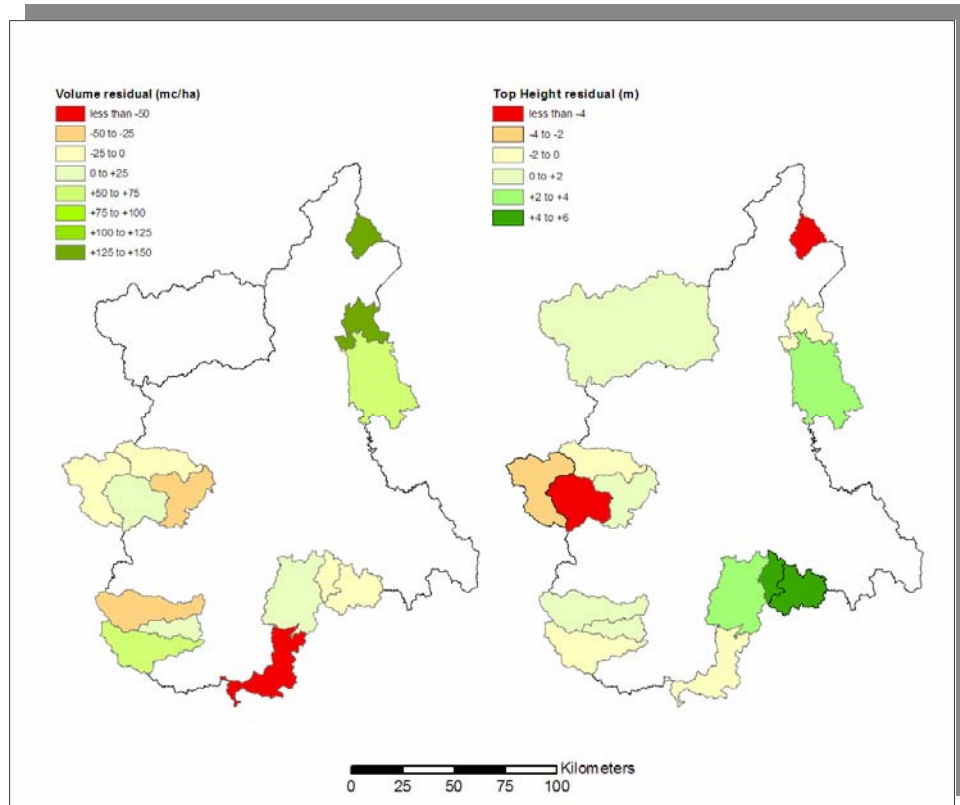 Volume residual (mc/ha)
less than -50
-50 to -25
-25 to 0
0 to +25
+50 to +75
+75 to +100
+100 to +125
+125 to +150
Top Height residual (m)
less than -4
-4 to -2
-2 to 0
0 to +2
+2 to +4
+4 to +6
Kilometers
0 25 50 75 100